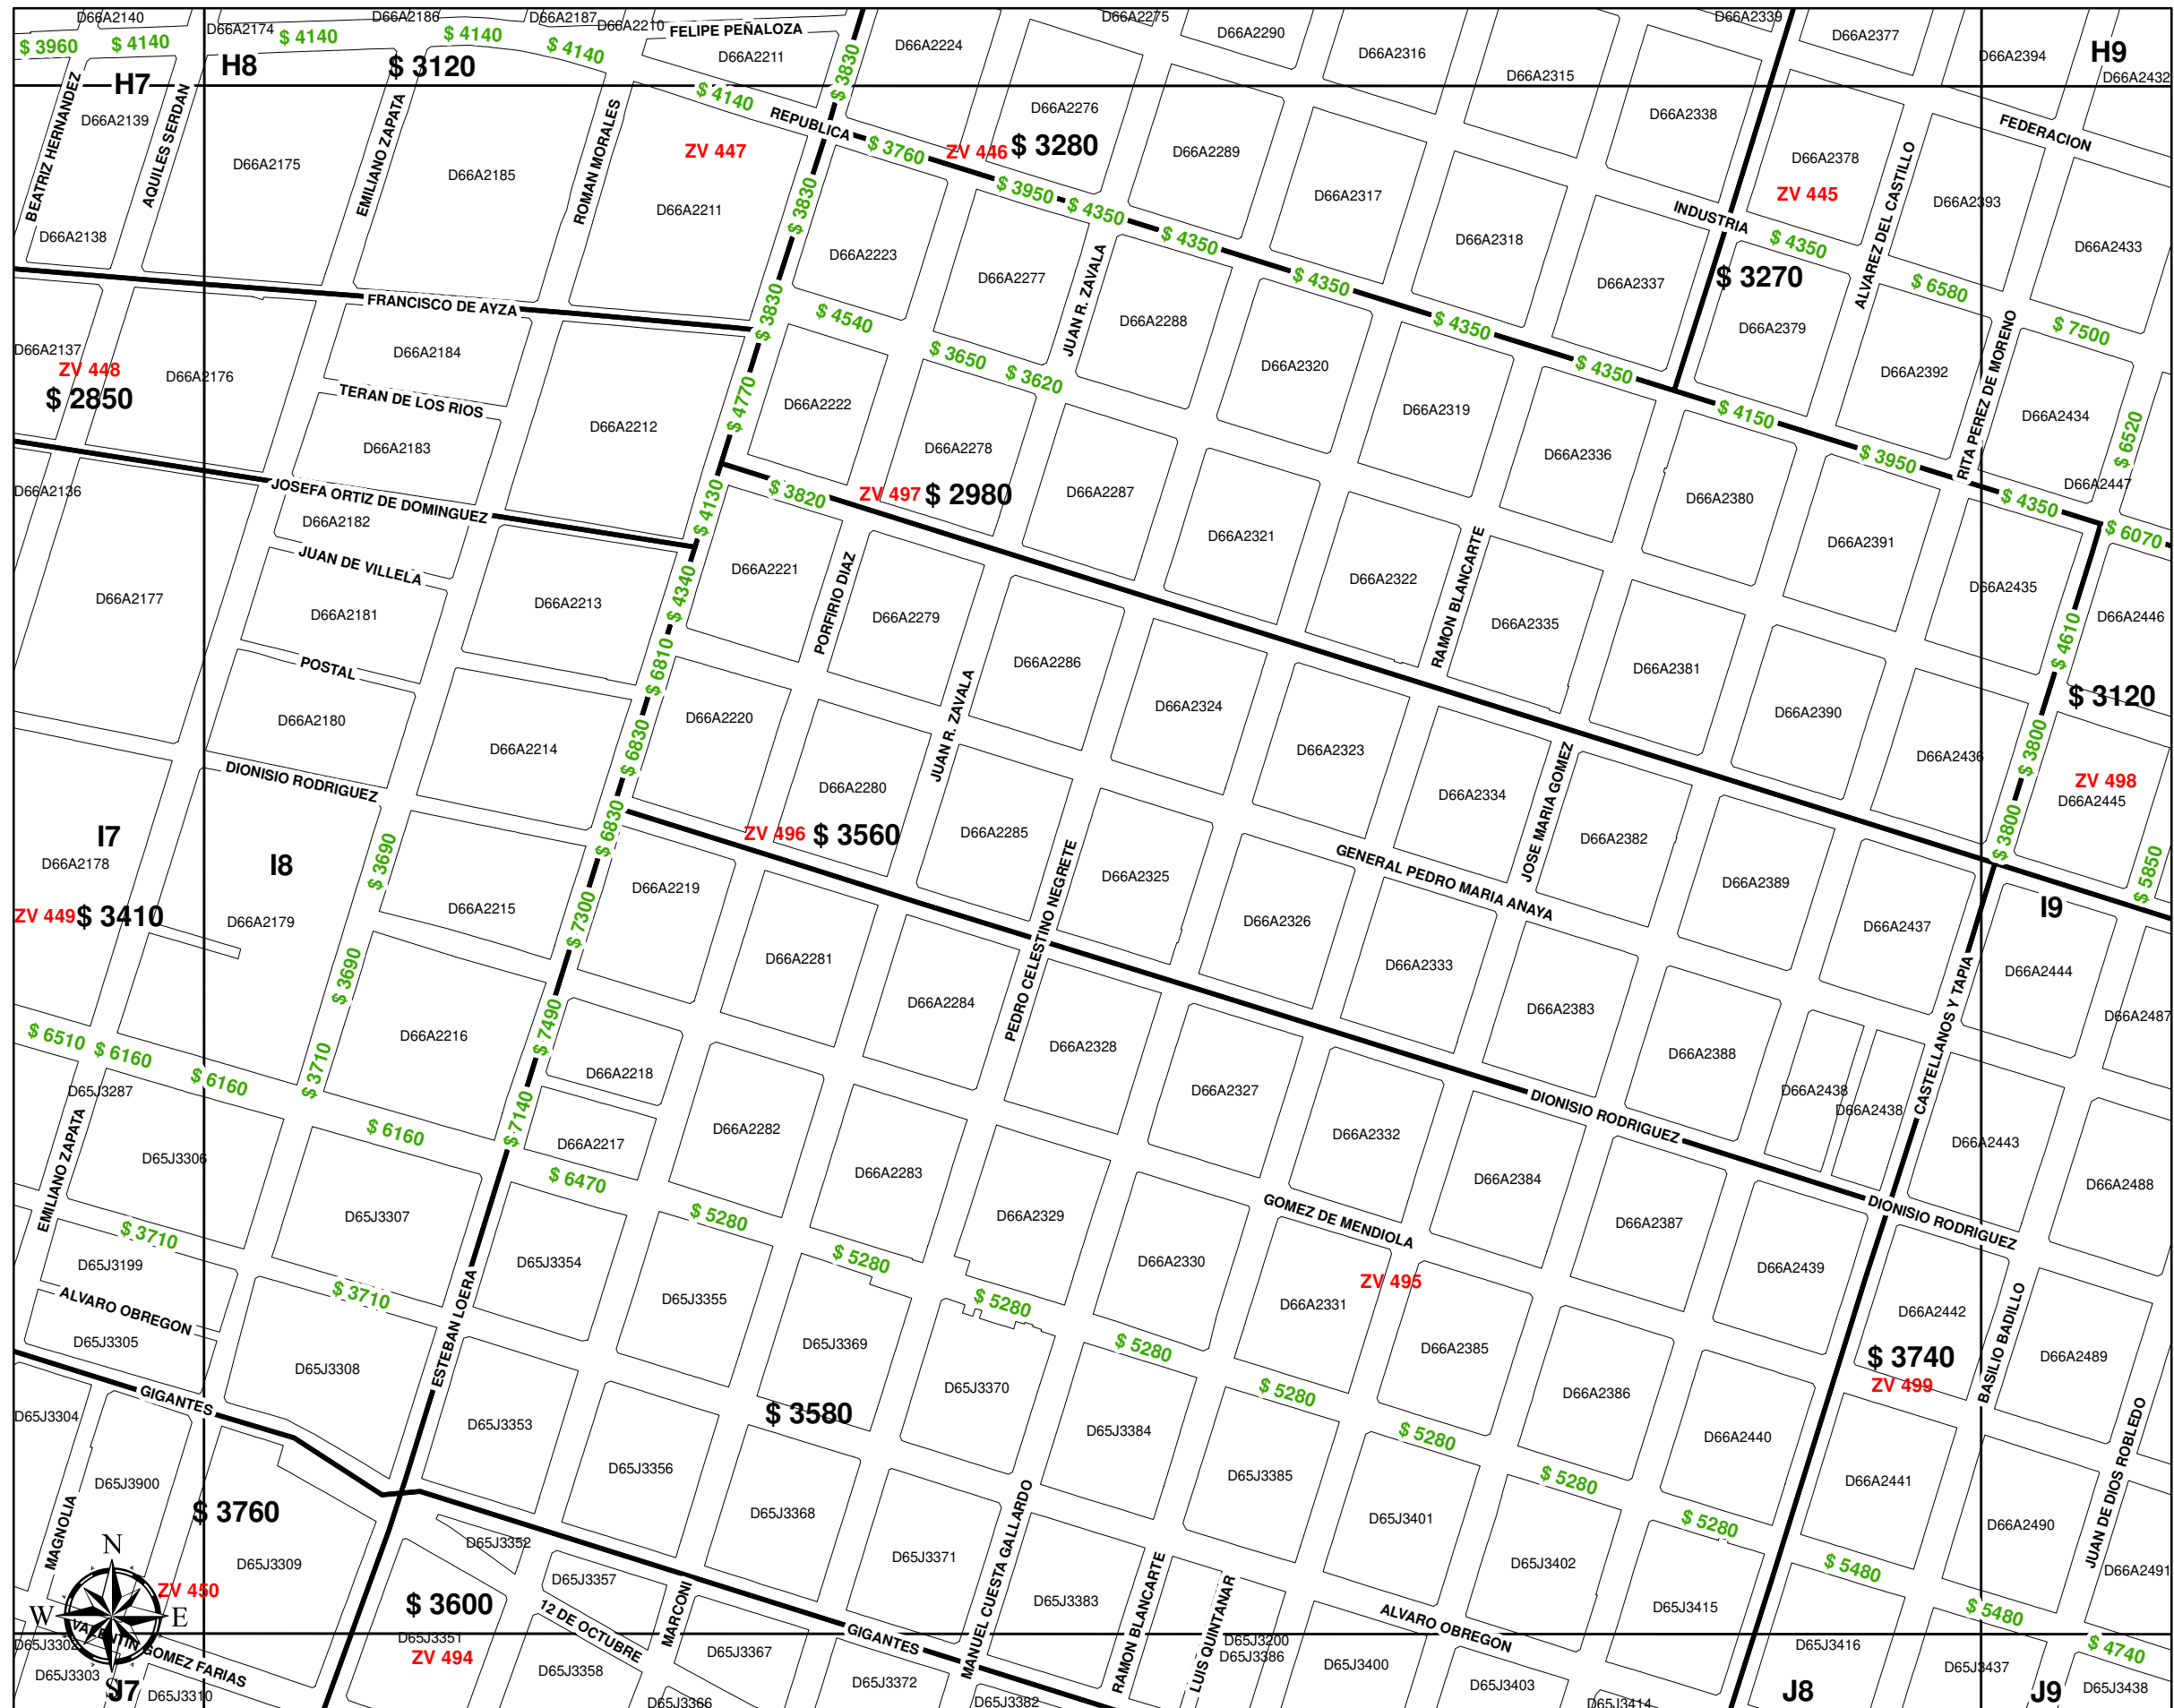 D66A2140
D66A2186
D66A2187
D66A2210
D66A2275
D66A2339
$ 3960
$ 4140
D66A2174
$ 4140
$ 4140
$ 4140
FELIPE PEÑALOZA
D66A2211
D66A2224
D66A2290
D66A2316
D66A2315
D66A2377
D66A2394
H9
D66A2432
H7
H8
$ 3120
$ 3830
$ 4140
REPUBLICA
BEATRIZ HERNANDEZ
D66A2139
AQUILES SERDAN
EMILIANO ZAPATA
ROMAN MORALES
ZV 447
$ 3760
ZV 446
$ 3280
D66A2276
D66A2289
D66A2338
D66A2378
ZV 445
ALVAREZ DEL CASTILLO
FEDERACION
D66A2175
D66A2185
D66A2211
$ 3830
$ 3950
$ 4350
$ 4350
D66A2317
D66A2318
INDUSTRIA
$ 4350
D66A2393
D66A2433
D66A2138
D66A2223
D66A2277
JUAN R. ZAVALA
$ 4350
D66A2337
$ 3270
$ 6580
FRANCISCO DE AYZA
$ 3830
$ 4540
D66A2288
$ 4350
D66A2379
RITA PEREZ DE MORENO
$ 7500
D66A2137
ZV 448
$ 2850
D66A2176
D66A2184
TERAN DE LOS RIOS
$ 3650
$ 3620
D66A2320
$ 4350
D66A2392
$ 4770
D66A2222
D66A2319
$ 4150
D66A2434
$ 6520
D66A2183
D66A2212
D66A2278
D66A2336
$ 3950
D66A2447
D66A2136
JOSEFA ORTIZ DE DOMINGUEZ
$ 4130
$ 3820
ZV 497
$ 2980
D66A2287
D66A2380
$ 4350
$ 6070
D66A2182
D66A2321
D66A2391
JUAN DE VILLELA
$ 4340
D66A2221
PORFIRIO DIAZ
D66A2322
RAMON BLANCARTE
D66A2435
D66A2177
D66A2181
D66A2213
D66A2279
D66A2335
D66A2446
$ 6810
D66A2286
D66A2381
$ 4610
POSTAL
D66A2180
D66A2220
JUAN R. ZAVALA
D66A2324
D66A2390
$ 3120
D66A2214
$ 6830
D66A2323
JOSE MARIA GOMEZ
D66A2436
$ 3800
DIONISIO RODRIGUEZ
D66A2280
D66A2334
ZV 498
D66A2445
I7
$ 6830
ZV 496
$ 3560
D66A2285
D66A2382
$ 3800
D66A2178
I8
$ 3690
D66A2219
PEDRO CELESTINO NEGRETE
D66A2325
GENERAL PEDRO MARIA ANAYA
D66A2389
$ 5850
ZV 449
$ 3410
D66A2179
D66A2215
$ 7300
D66A2326
D66A2437
I9
$ 3690
D66A2281
D66A2333
D66A2444
D66A2284
D66A2383
CASTELLANOS Y TAPIA
$ 6510
$ 6160
$ 6160
$ 3710
D66A2216
$ 7490
D66A2328
D66A2388
D66A2487
D65J3287
D66A2218
D66A2327
D66A2438
D66A2438
EMILIANO ZAPATA
$ 6160
$ 7140
D66A2217
D66A2282
D66A2332
DIONISIO RODRIGUEZ
D66A2443
D65J3306
$ 6470
D66A2283
D66A2384
D66A2488
D65J3307
$ 5280
D66A2329
GOMEZ DE MENDIOLA
D66A2387
DIONISIO RODRIGUEZ
$ 3710
D65J3199
D65J3354
$ 5280
D66A2330
ZV 495
D66A2439
$ 3710
ALVARO OBREGON
ESTEBAN LOERA
D65J3355
$ 5280
D66A2331
D66A2442
BASILIO BADILLO
D65J3305
D65J3308
D65J3369
$ 5280
D66A2385
$ 3740
ZV 499
D66A2489
GIGANTES
D65J3370
$ 5280
D66A2386
D65J3304
D65J3353
$ 3580
D65J3384
$ 5280
D66A2440
JUAN DE DIOS ROBLEDO
D65J3900
D65J3356
D65J3385
$ 5280
D66A2441
$ 3760
D65J3368
MANUEL CUESTA GALLARDO
D65J3401
$ 5280
D66A2490
MAGNOLIA
N
D65J3309
D65J3352
D65J3371
D65J3402
$ 5480
D66A2491
ZV 450
W
E
$ 3600
D65J3357
D65J3383
RAMON BLANCARTE
LUIS QUINTANAR
D65J3415
$ 5480
VALENTIN GOMEZ FARIAS
S
D65J3351
ZV 494
12 DE OCTUBRE
MARCONI
GIGANTES
D65J3200
D65J3386
ALVARO OBREGON
D65J3416
$ 4740
D65J3302
D65J3303
J7
D65J3310
D65J3358
D65J3367
D65J3366
D65J3372
D65J3382
D65J3400
D65J3403
D65J3414
J8
D65J3437
J9
D65J3438